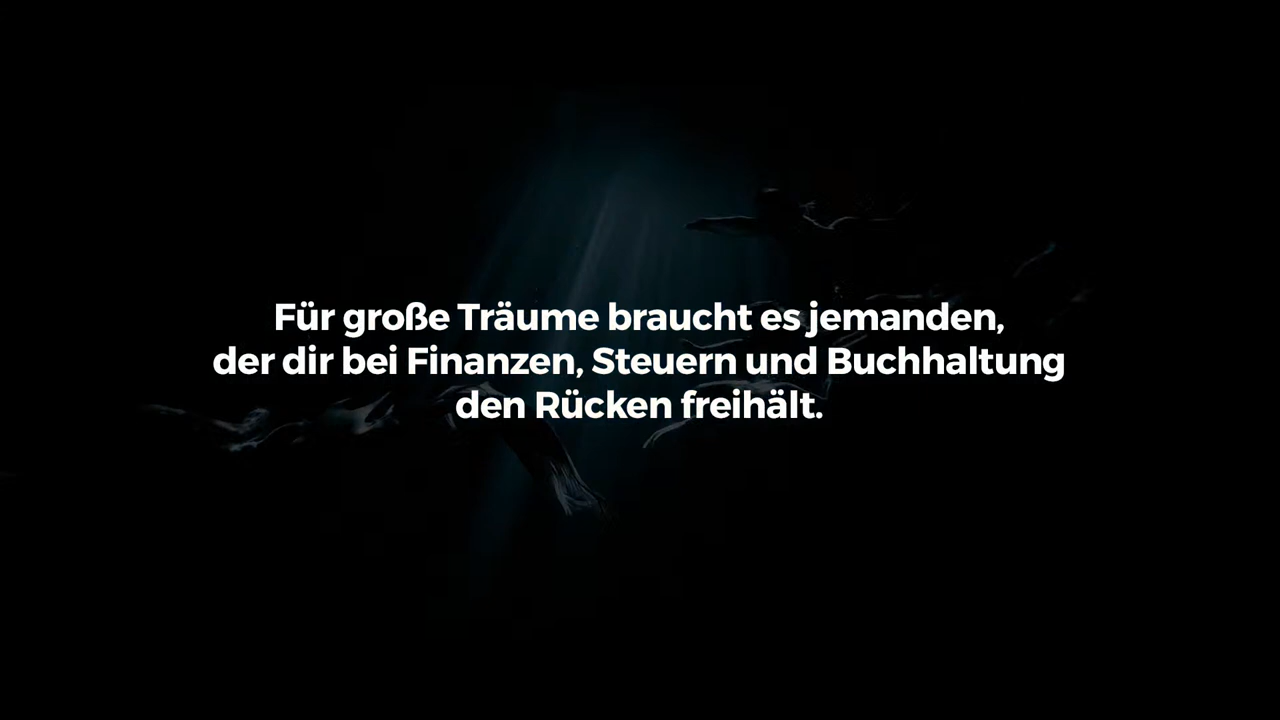 Für große Träume braucht es jemanden,
der dir bei Finanzen, Steuern und Buchhaltung
den Rücken freihält.